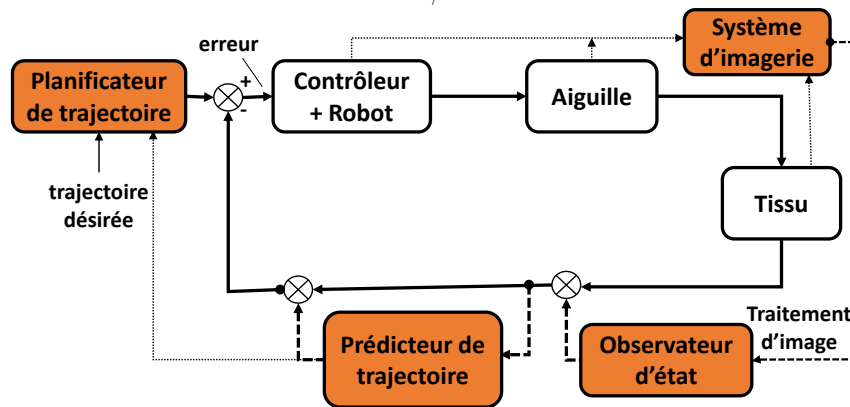 Système
d'imagerie
erreur
+
-
Planificateur
de trajectoire
Contrôleur
+ Robot
Aiguille
trajectoire
désirée
Tissu
Traitement
d'image
Prédicteur de
trajectoire
Observateur
d'état